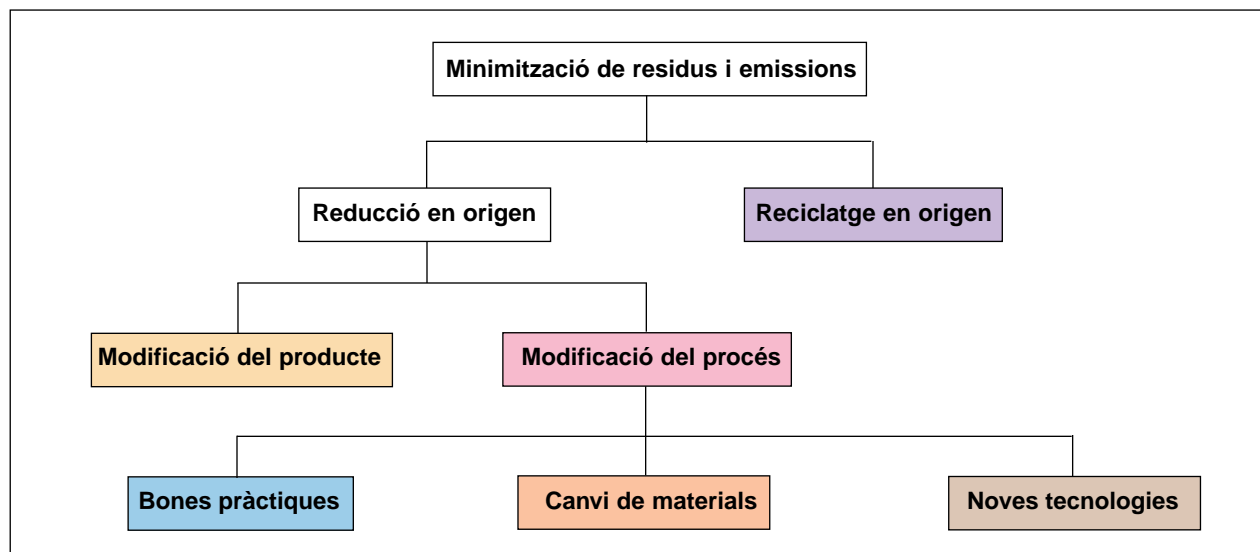 Minimització de residus i emissions
Reducció en origen
Reciclatge en origen
Modificació del producte
Modificació del procés
Bones pràctiques
Canvi de materials
Noves tecnologies